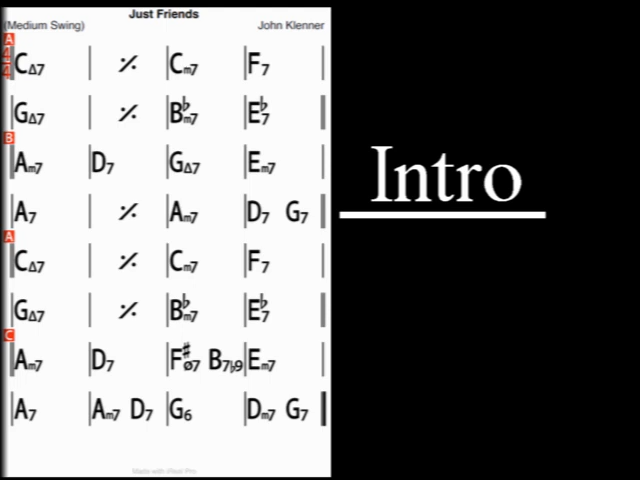 Just Friends
(Medium Swing) John Klenner
A
4/4 CΔ7 | 𝄎 | Cm7 | F7 |
GΔ7 | 𝄎 | B♭m7 | E♭7 |
B
Am7 | D7 | GΔ7 | Em7 |
A7 | 𝄎 | Am7 | D7 G7 |
A
CΔ7 | 𝄎 | Cm7 | F7 |
GΔ7 | 𝄎 | B♭m7 | E♭7 |
C
Am7 | D7 | F♯ø7 B7♭9 | Em7 |
A7 | Am7 D7 | G6 | Dm7 G7 |
Made with iReal Pro
Intro